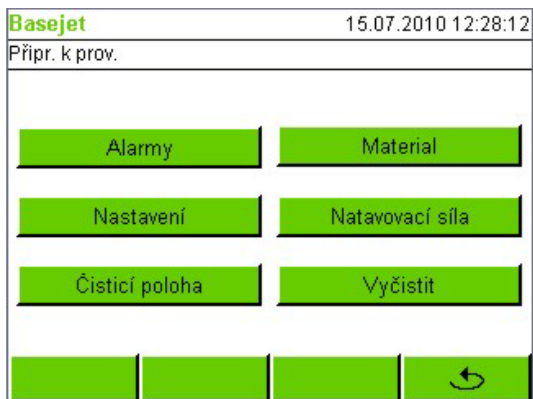 Basejet 15.07.2010 12:28:12
Připr. k prov.
Alarmy Material
Nastavení Natavovací síla
Čisticí poloha Vyčistit